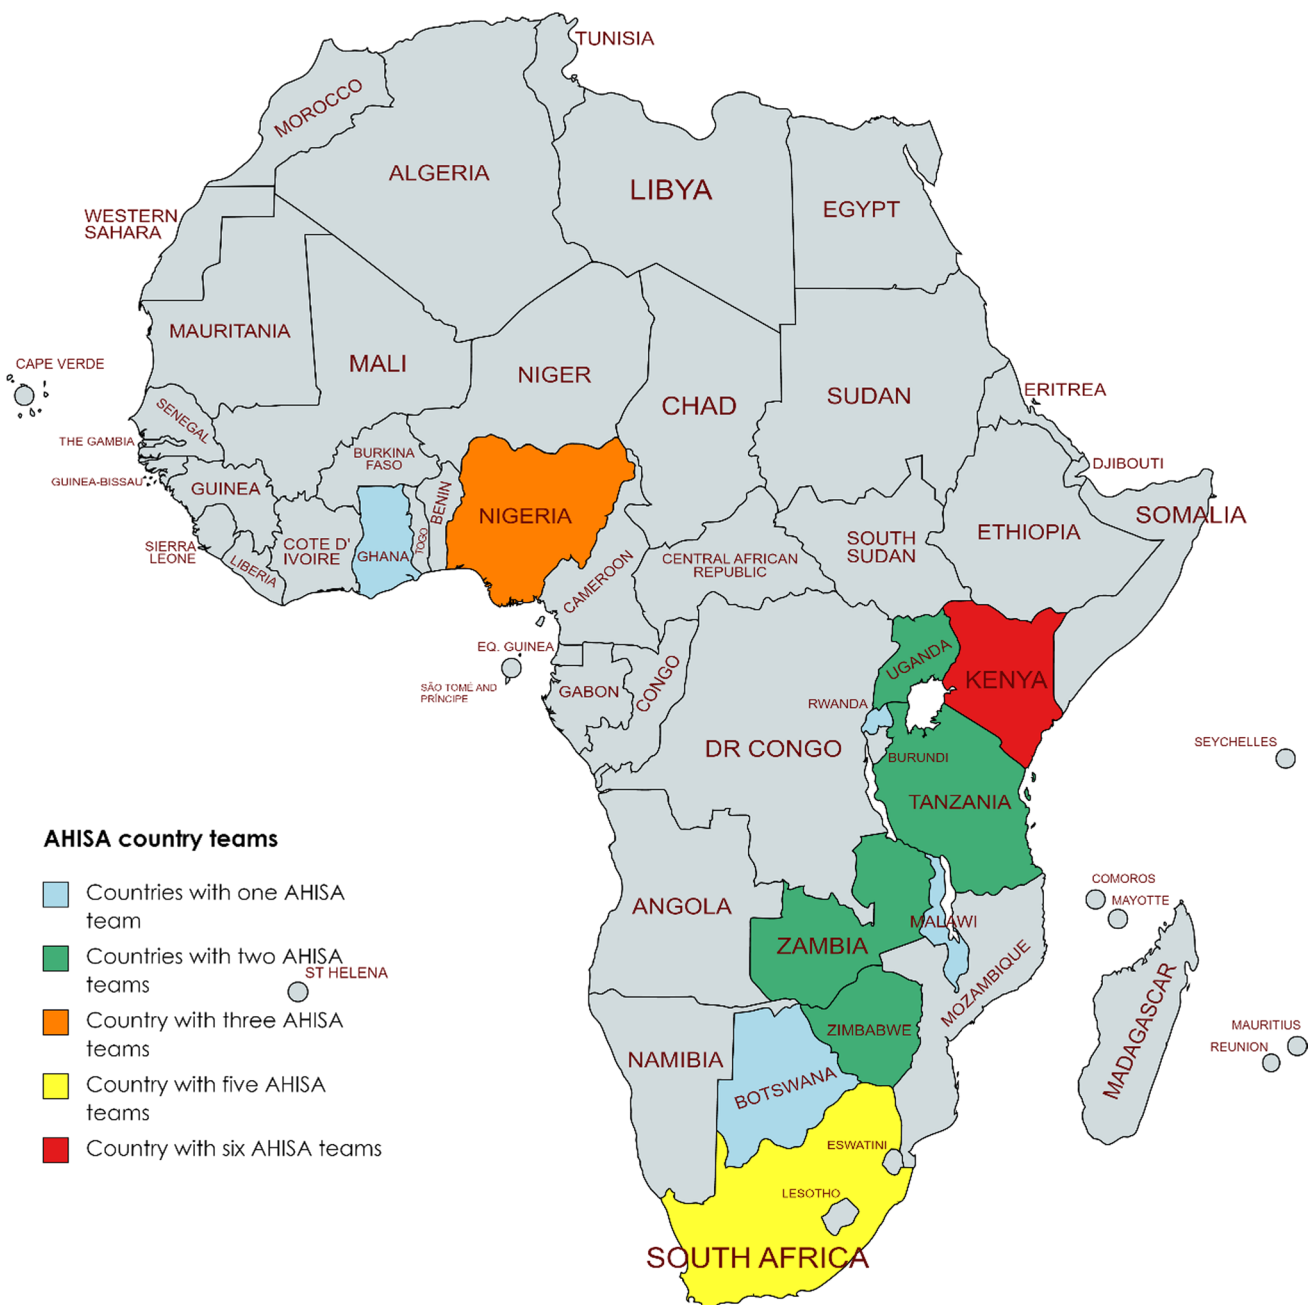 TUNISIA
MOROCCO
ALGERIA
LIBYA
EGYPT
WESTERN
SAHARA
MAURITANIA
MALI
NIGER
CHAD
SUDAN
ERITREA
CAPE VERDE
SENEGAL
THE GAMBIA
GUINEA-BISSAU
GUINEA
SIERRA
LEONE
LIBERIA
COTE D'
IVOIRE
BURKINA
FASO
GHANA
TOGO
BENIN
NIGERIA
CAMEROON
CENTRAL AFRICAN
REPUBLIC
SOUTH
SUDAN
ETHIOPIA
DJIBOUTI
SOMALIA
EQ. GUINEA
SÃO TOMÉ AND
PRÍNCIPE
GABON
CONGO
DR CONGO
UGANDA
KENYA
RWANDA
BURUNDI
TANZANIA
SEYCHELLES
COMOROS
MAYOTTE
ANGOLA
ZAMBIA
MALAWI
MOZAMBIQUE
MADAGASCAR
MAURITIUS
REUNION
ZIMBABWE
NAMIBIA
BOTSWANA
ESWATINI
LESOTHO
SOUTH AFRICA
ST HELENA
AHISA country teams
Countries with one AHISA
team
Countries with two AHISA
teams
Country with three AHISA
teams
Country with five AHISA
teams
Country with six AHISA teams